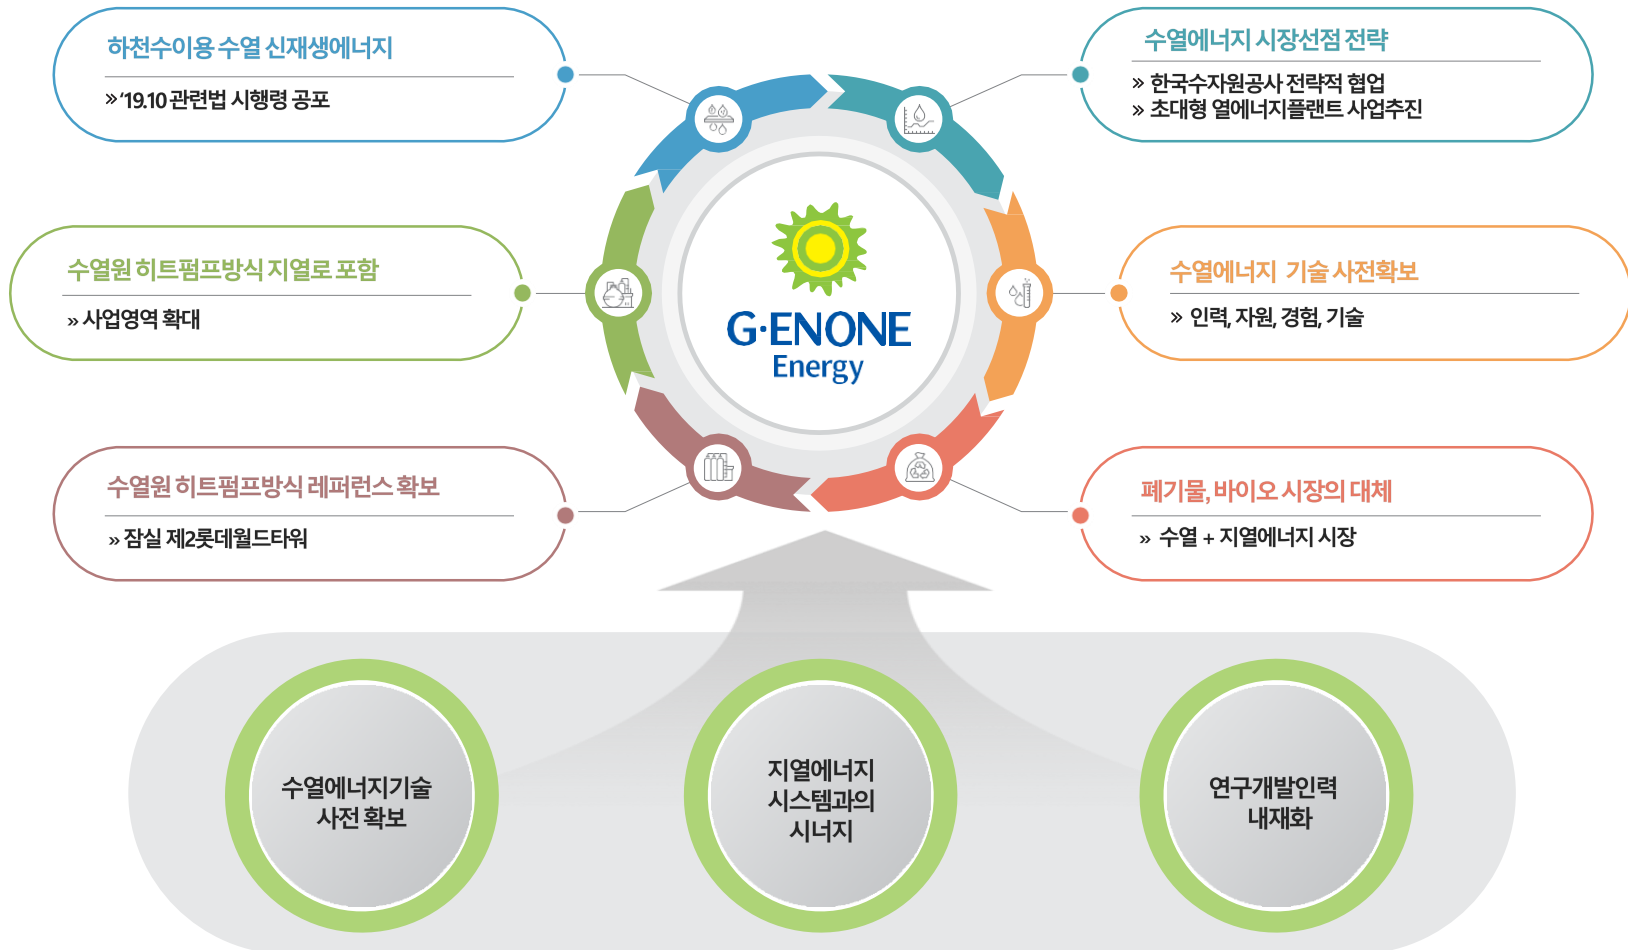 하천수이용 수열 신재생에너지
» ‘19.10 관련법 시행령 공포
수열에너지 시장선점 전략
» 한국수자원공사 전략적 협업
» 초대형 열에너지플랜트 사업추진
수열원 히트펌프방식 지열로 포함
» 사업영역 확대
G·ENONE
Energy
수열에너지 기술 사전확보
» 인력, 자원, 경험, 기술
수열원 히트펌프방식 레퍼런스 확보
» 잠실 제2롯데월드타워
폐기물, 바이오 시장의 대체
» 수열 + 지열에너지 시장
수열에너지기술
사전 확보
지열에너지
시스템과의
시너지
연구개발인력
내재화